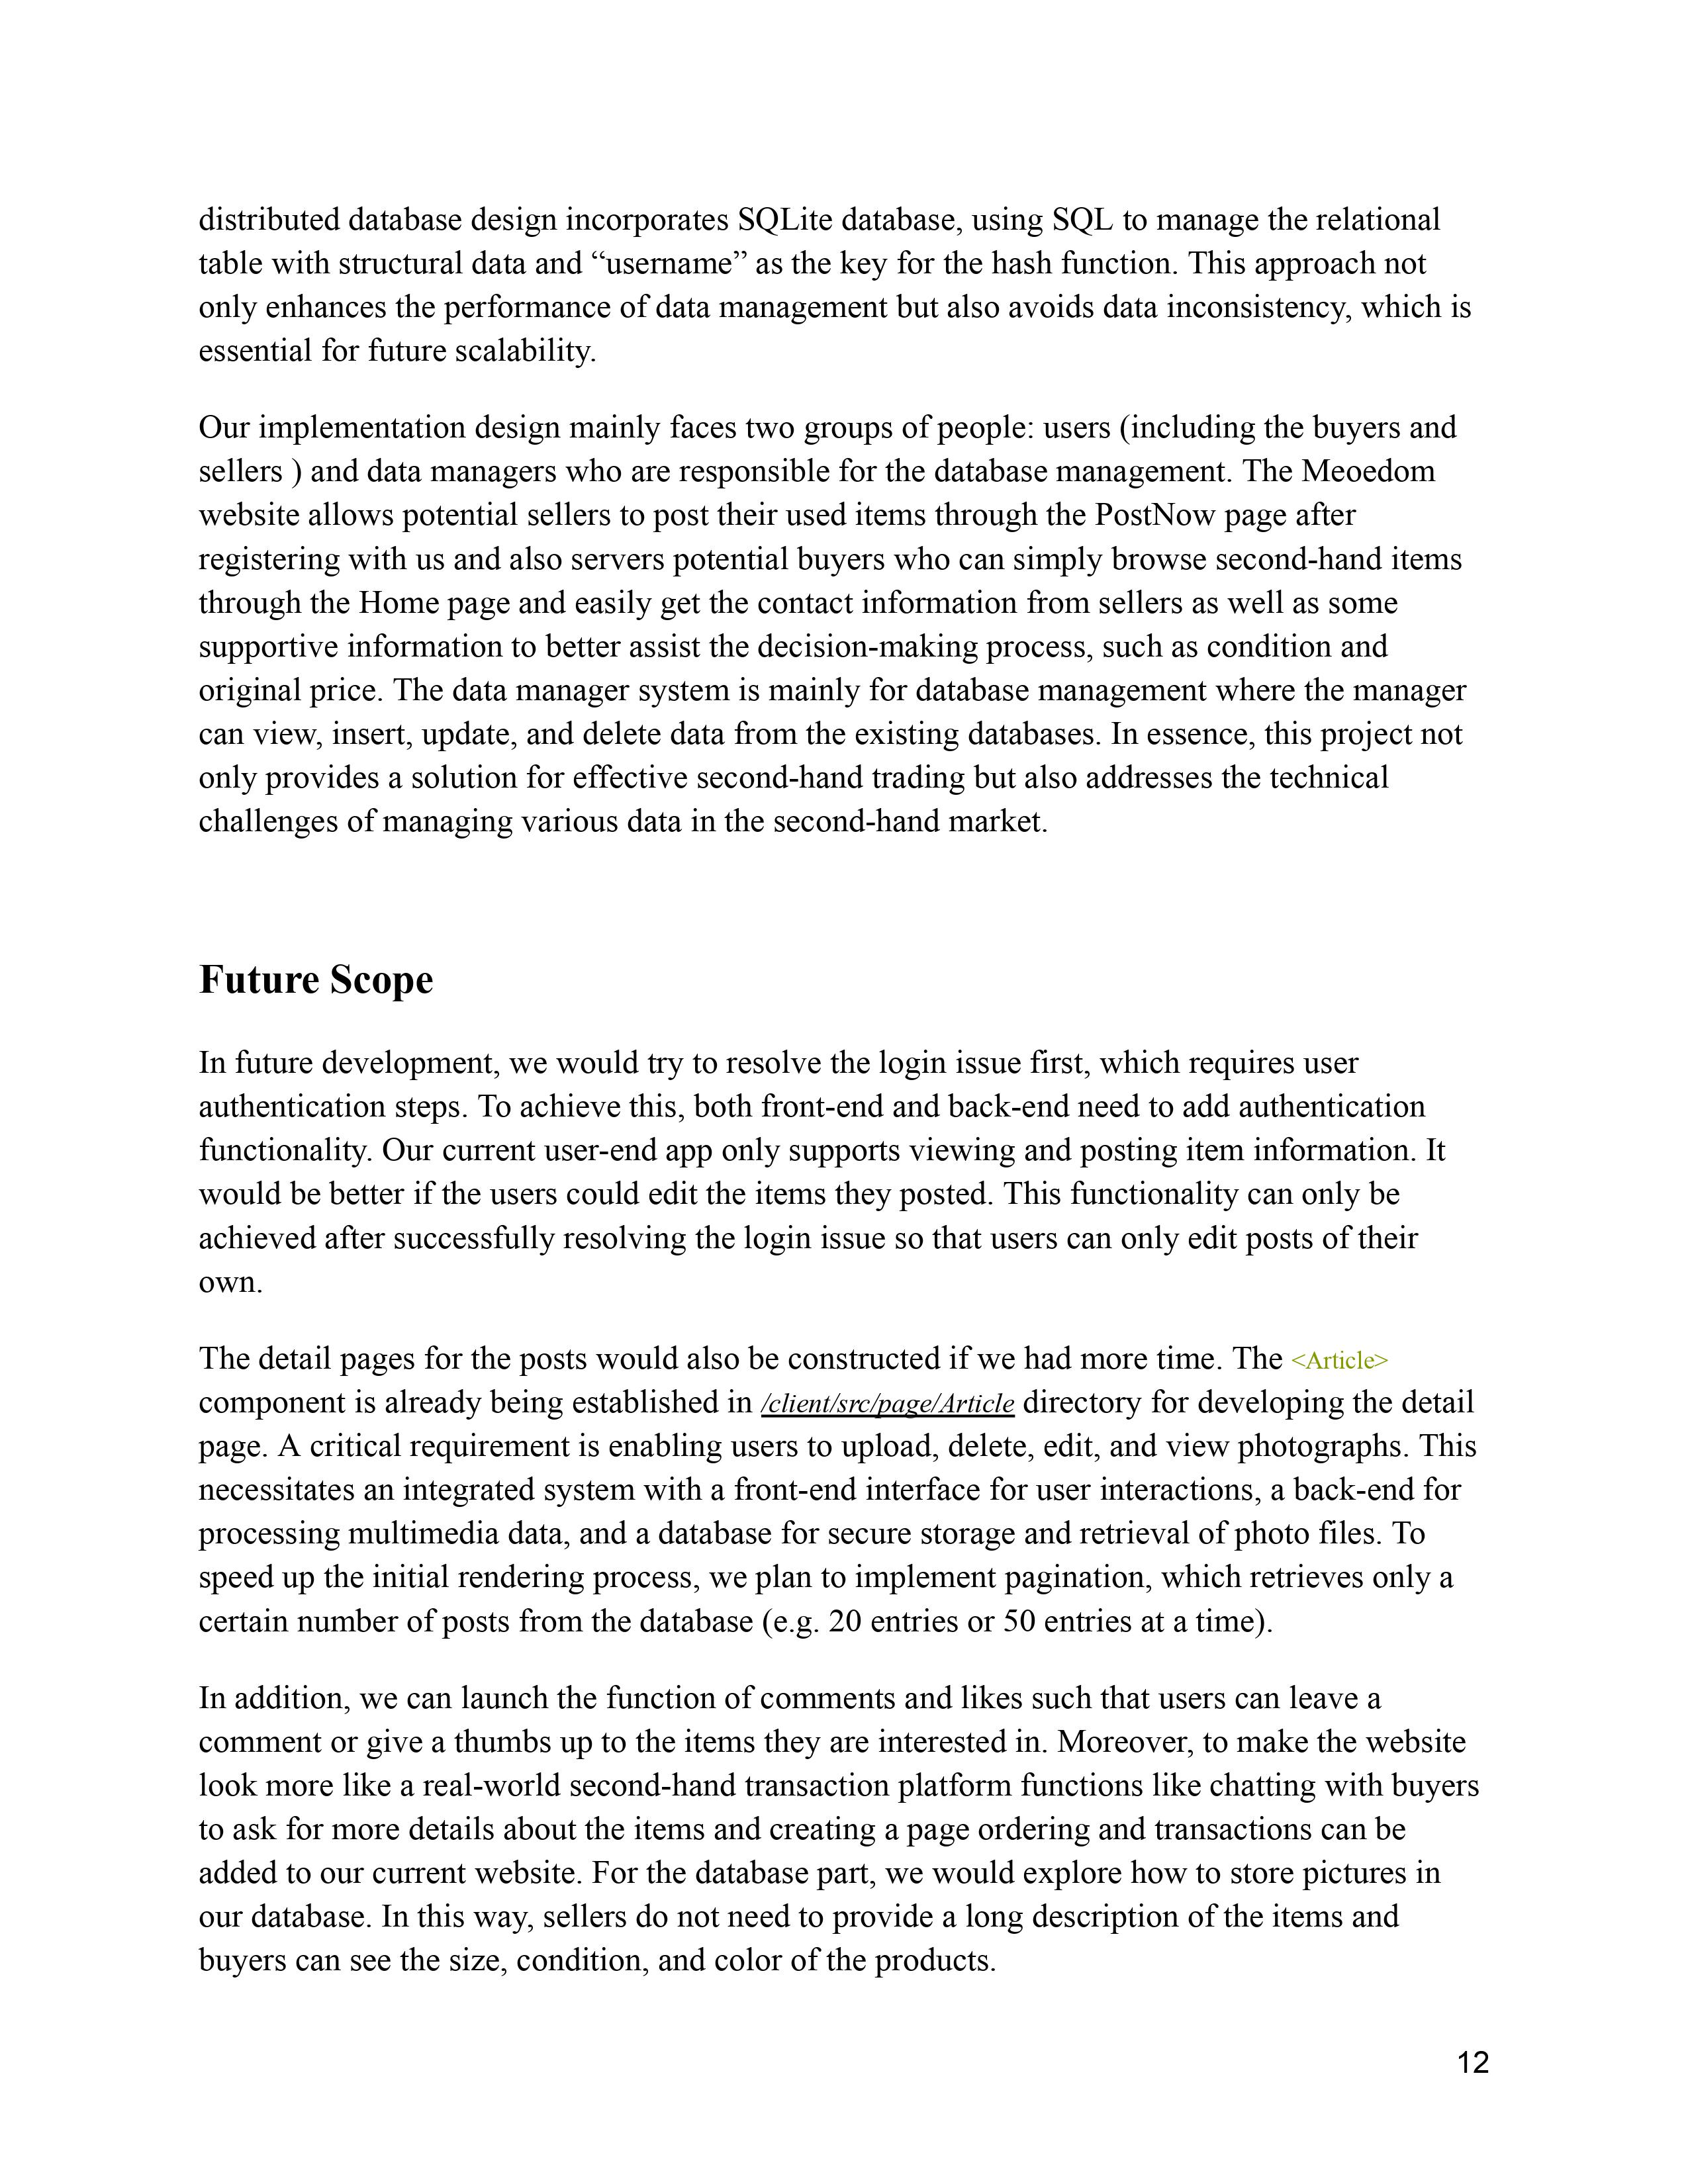 distributed database design incorporates SQLite database, using SQL to manage the relational
table with structural data and “username” as the key for the hash function. This approach not
only enhances the performance of data management but also avoids data inconsistency, which is
essential for future scalability.
Our implementation design mainly faces two groups of people: users (including the buyers and
sellers ) and data managers who are responsible for the database management. The Meoedom
website allows potential sellers to post their used items through the PostNow page after
registering with us and also servers potential buyers who can simply browse second-hand items
through the Home page and easily get the contact information from sellers as well as some
supportive information to better assist the decision-making process, such as condition and
original price. The data manager system is mainly for database management where the manager
can view, insert, update, and delete data from the existing databases. In essence, this project not
only provides a solution for effective second-hand trading but also addresses the technical
challenges of managing various data in the second-hand market.
Future Scope
In future development, we would try to resolve the login issue first, which requires user
authentication steps. To achieve this, both front-end and back-end need to add authentication
functionality. Our current user-end app only supports viewing and posting item information. It
would be better if the users could edit the items they posted. This functionality can only be
achieved after successfully resolving the login issue so that users can only edit posts of their
own.
The detail pages for the posts would also be constructed if we had more time. The <Article>
component is already being established in /client/src/page/Article directory for developing the detail
page. A critical requirement is enabling users to upload, delete, edit, and view photographs. This
necessitates an integrated system with a front-end interface for user interactions, a back-end for
processing multimedia data, and a database for secure storage and retrieval of photo files. To
speed up the initial rendering process, we plan to implement pagination, which retrieves only a
certain number of posts from the database (e.g. 20 entries or 50 entries at a time).
In addition, we can launch the function of comments and likes such that users can leave a
comment or give a thumbs up to the items they are interested in. Moreover, to make the website
look more like a real-world second-hand transaction platform functions like chatting with buyers
to ask for more details about the items and creating a page ordering and transactions can be
added to our current website. For the database part, we would explore how to store pictures in
our database. In this way, sellers do not need to provide a long description of the items and
buyers can see the size, condition, and color of the products.
12